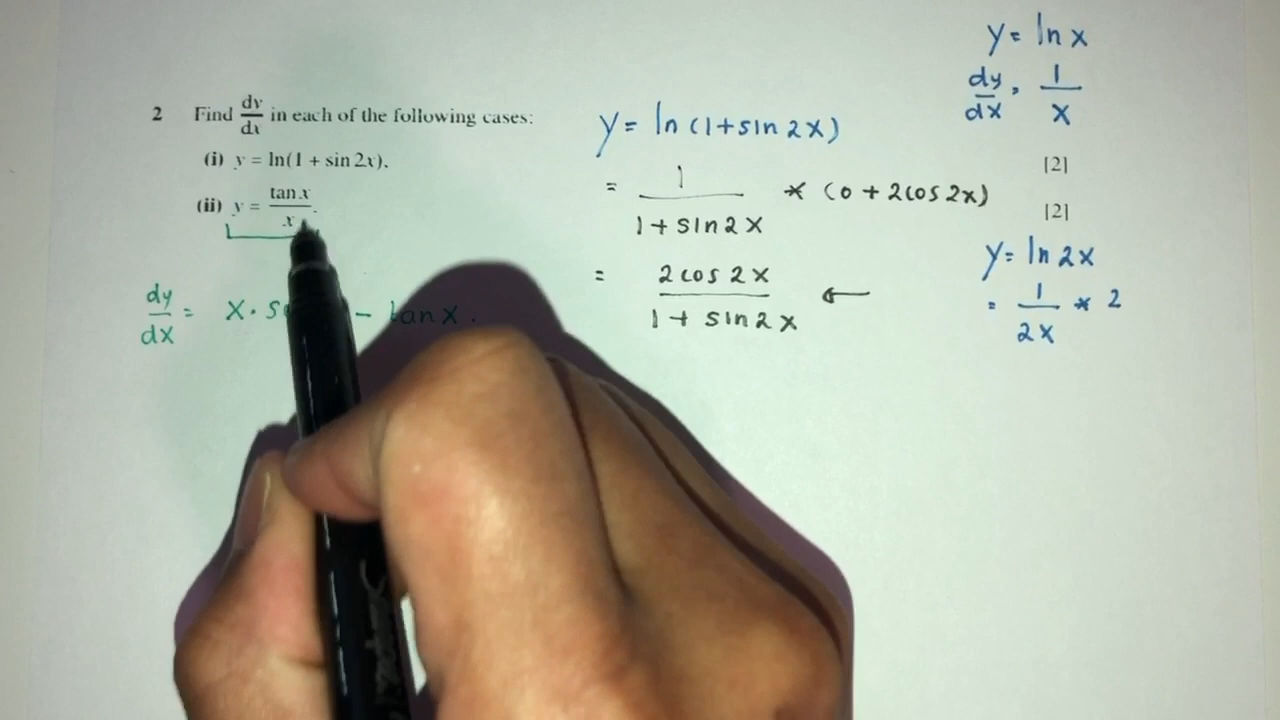 2 Find dy/dx in each of the following cases:
(i) y = ln(1 + sin 2x). [2]
(ii) y = tan x / x. [2]
dy/dx = x · - tan x .
y = ln (1+sin 2x)
= 1 / 1 + sin 2x * (0 + 2cos 2x)
= 2 cos 2x / 1 + sin 2x ←
y = ln x
dy/dx = 1 / x
y = ln 2x
= 1 / 2x * 2